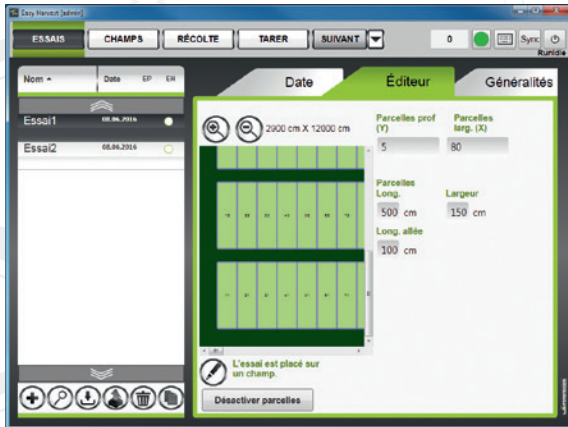 Easy Harvest [admin]
ESSAIS CHAMPS RÉCOLTE TARER SUIVANT 0 Sync
Runidle
Nom Date EP EH
Date Éditeur Généralités
Essai1 08.06.2016
Essai2 08.06.2016
2900 cm X 12000 cm
Parcelles prof (Y)
5
Parcelles larg. (X)
80
Parcelles Long.
500 cm
Largeur
150 cm
Long. allée
100 cm
L'essai est placé sur
un champ.
Désactiver parcelles